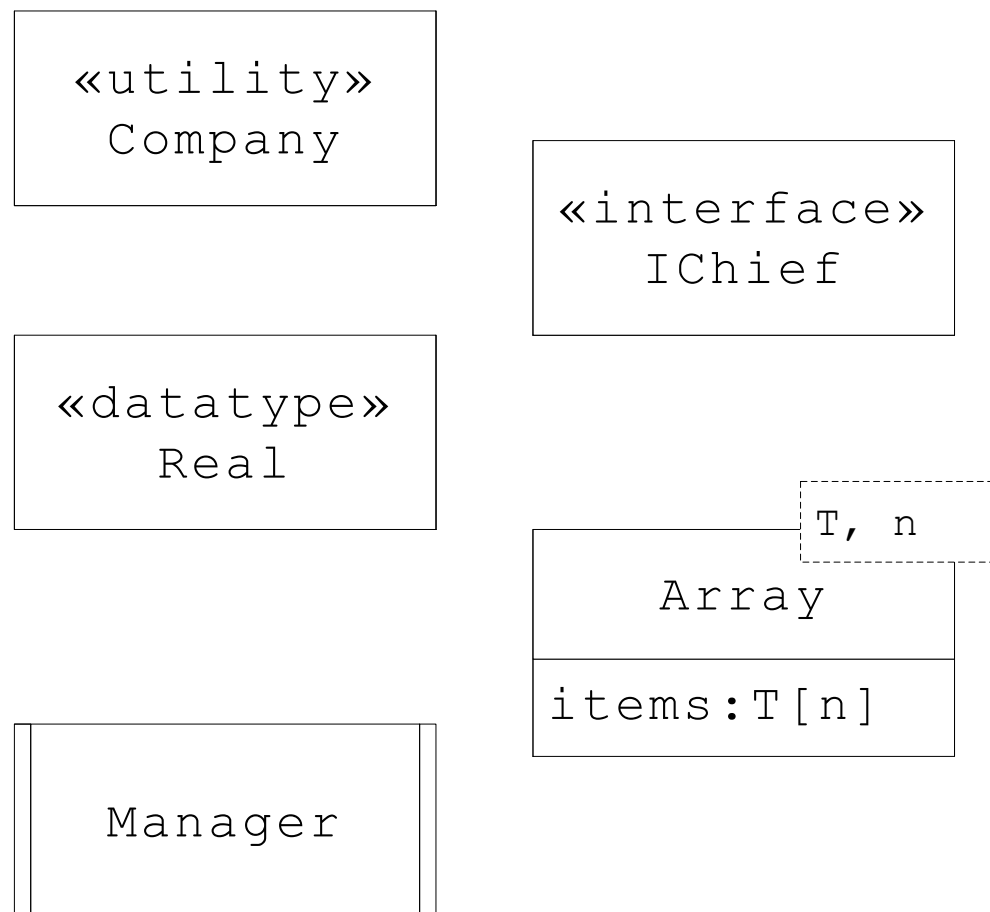 «utility»
Company
«interface»
IChief
«datatype»
Real
T, n
Array
items:T[n]
Manager